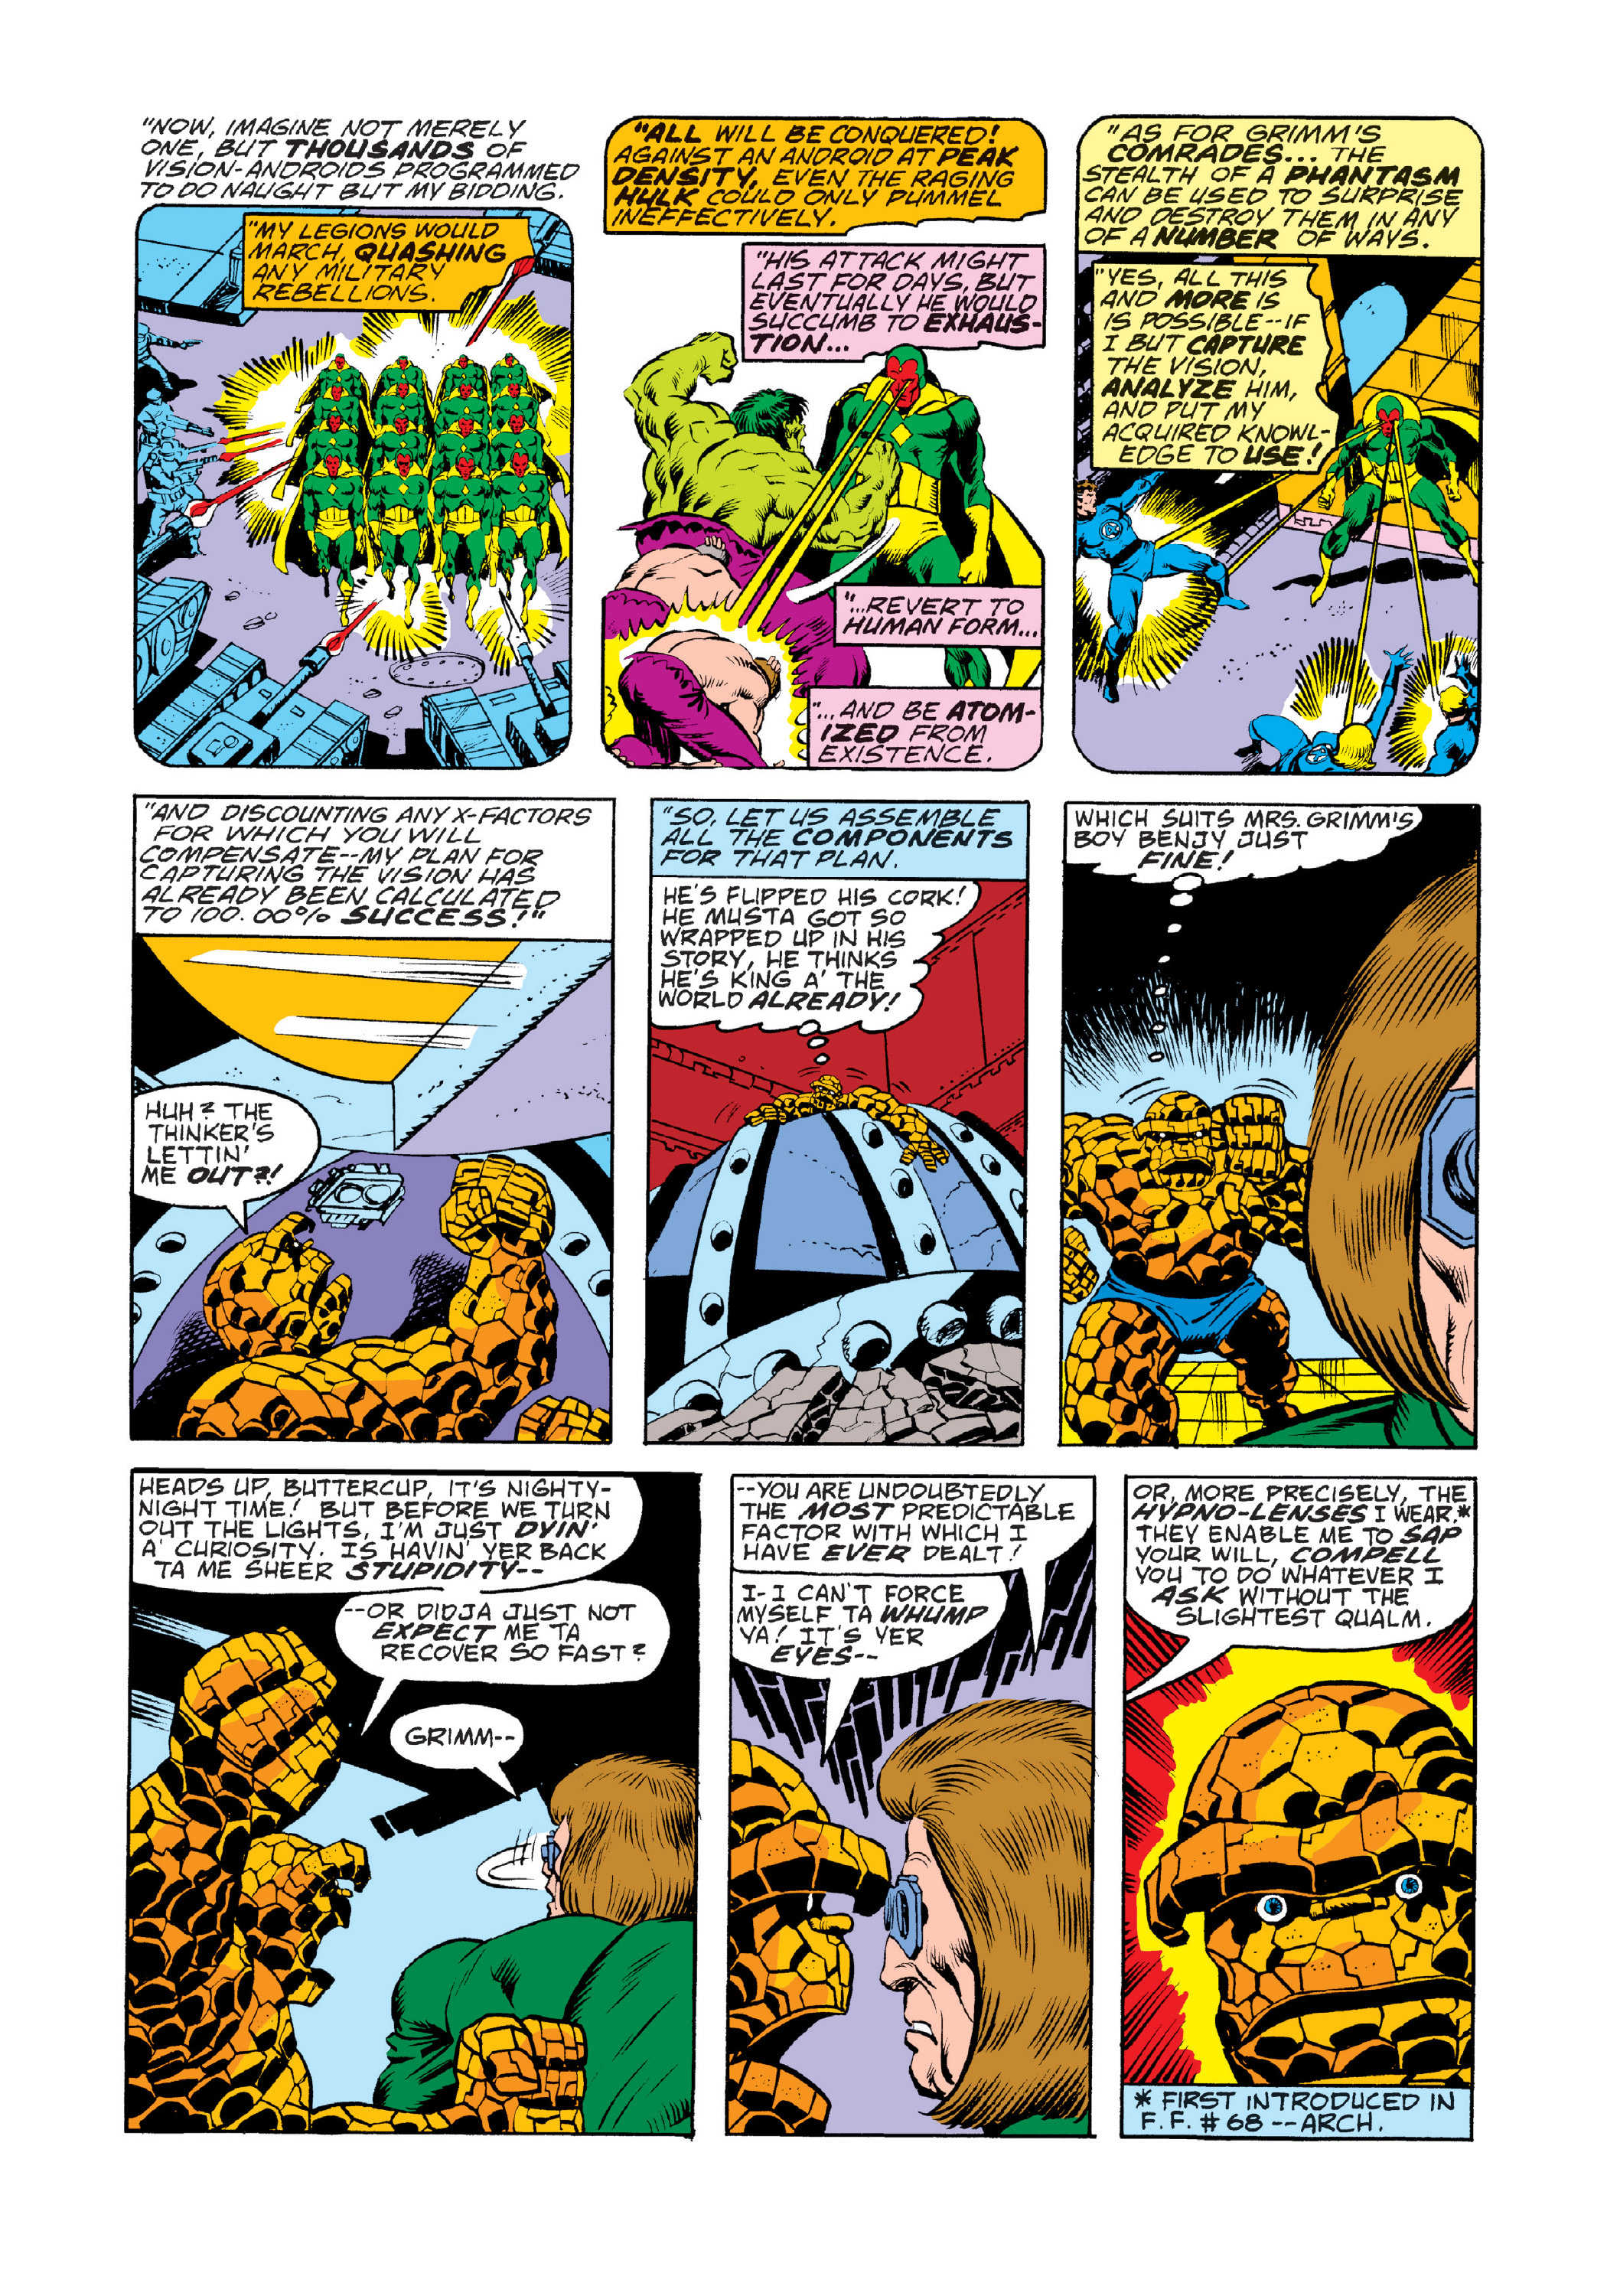 "NOW, IMAGINE NOT MERELY
ONE, BUT THOUSANDS OF
VISION-ANDROIDS PROGRAMMED
TO DO NAUGHT BUT MY BIDDING.
"MY LEGIONS WOULD
MARCH, QUASHING
ANY MILITARY
REBELLIONS.
"ALL WILL BE CONQUERED!
AGAINST AN ANDROID AT PEAK
DENSITY, EVEN THE RAGING
HULK COULD ONLY PUMMEL
INEFFECTIVELY.
"HIS ATTACK MIGHT
LAST FOR DAYS, BUT
EVENTUALLY HE WOULD
SUCCUMB TO EXHAUS-
TION...
"...REVERT TO
HUMAN FORM...
"...AND BE ATOM-
IZED FROM
EXISTENCE.
"AS FOR GRIMM'S
COMRADES... THE
STEALTH OF A PHANTASM
CAN BE USED TO SURPRISE
AND DESTROY THEM IN ANY
OF A NUMBER OF WAYS.
"YES, ALL THIS
AND MORE IS
IS POSSIBLE--IF
I BUT CAPTURE
THE VISION,
ANALYZE HIM,
AND PUT MY
ACQUIRED KNOWL-
EDGE TO USE!
"AND DISCOUNTING ANY X-FACTORS
FOR WHICH YOU WILL
COMPENSATE--MY PLAN FOR
CAPTURING THE VISION HAS
ALREADY BEEN CALCULATED
TO 100.00% SUCCESS!"
HUH? THE
THINKER'S
LETTIN'
ME OUT?!
"SO, LET US ASSEMBLE
ALL THE COMPONENTS
FOR THAT PLAN.
HE'S FLIPPED HIS CORK!
HE MUSTA GOT SO
WRAPPED UP IN HIS
STORY, HE THINKS
HE'S KING A' THE
WORLD ALREADY!
WHICH SUITS MRS. GRIMM'S
BOY BENJY JUST
FINE!
HEADS UP, BUTTERCUP, IT'S NIGHTY-
NIGHT TIME! BUT BEFORE WE TURN
OUT THE LIGHTS, I'M JUST DYIN'
A' CURIOSITY. IS HAVIN' YER BACK
TA ME SHEER STUPIDITY--
--OR DIDJA JUST NOT
EXPECT ME TA
RECOVER SO FAST?
GRIMM--
--YOU ARE UNDOUBTEDLY
THE MOST PREDICTABLE
FACTOR WITH WHICH I
HAVE EVER DEALT!
I-I CAN'T FORCE
MYSELF TA WHUMP
YA! IT'S YER
EYES--
OR, MORE PRECISELY, THE
HYPNO-LENSES I WEAR.*
THEY ENABLE ME TO SAP
YOUR WILL, COMPELL
YOU TO DO WHATEVER I
ASK WITHOUT THE
SLIGHTEST QUALM.
* FIRST INTRODUCED IN
F.F. # 68 --ARCH.